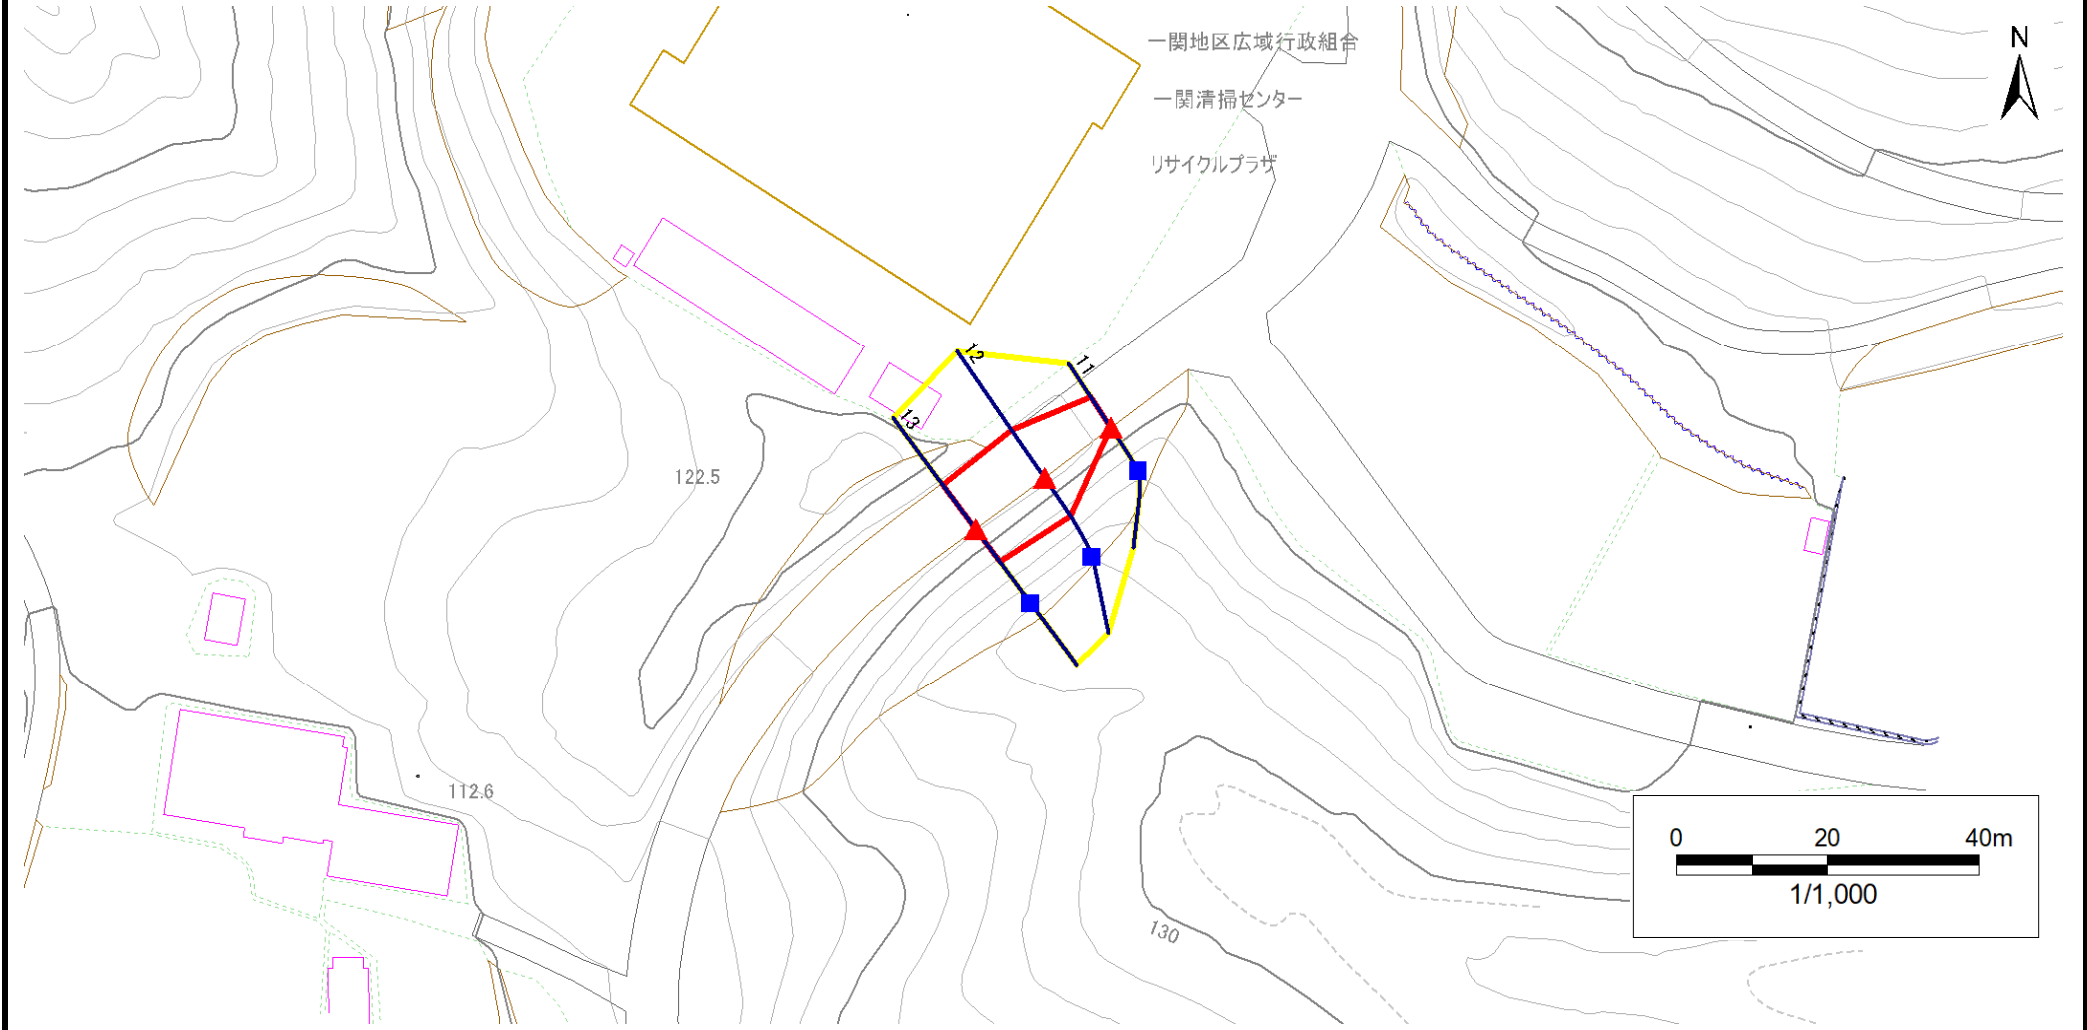 一関地区広域行政組合
N
一関清掃センター
リサイクルプラザ
12
11
13
122.5
112.6
130
0 20 40m
1/1,000